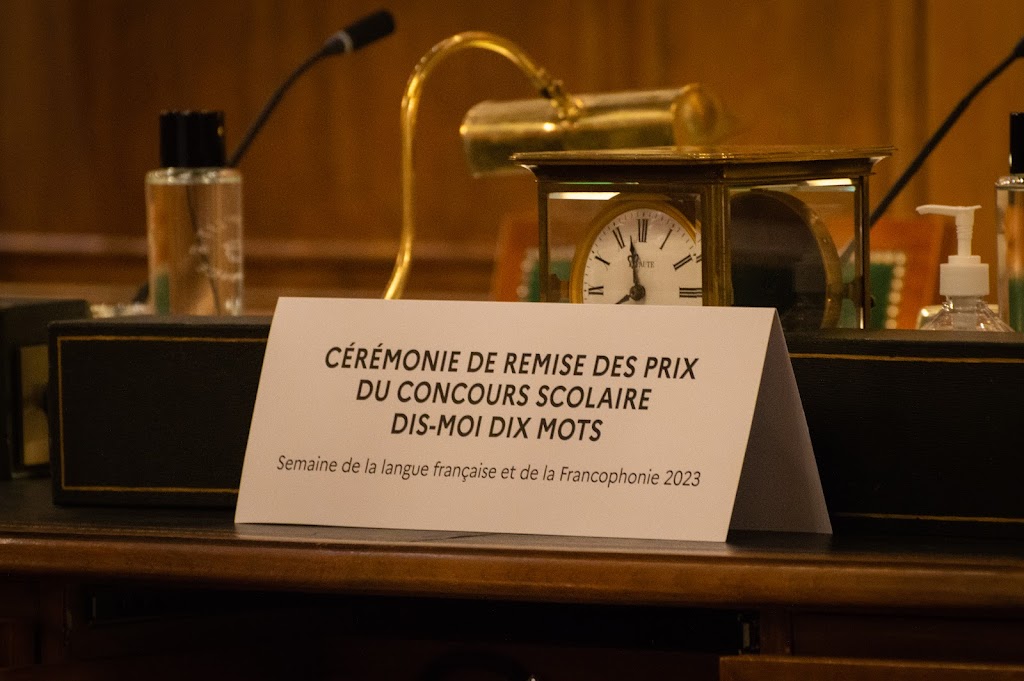 CÉRÉMONIE DE REMISE DES PRIX
DU CONCOURS SCOLAIRE
DIS-MOI DIX MOTS
Semaine de la langue française et de la Francophonie 2023